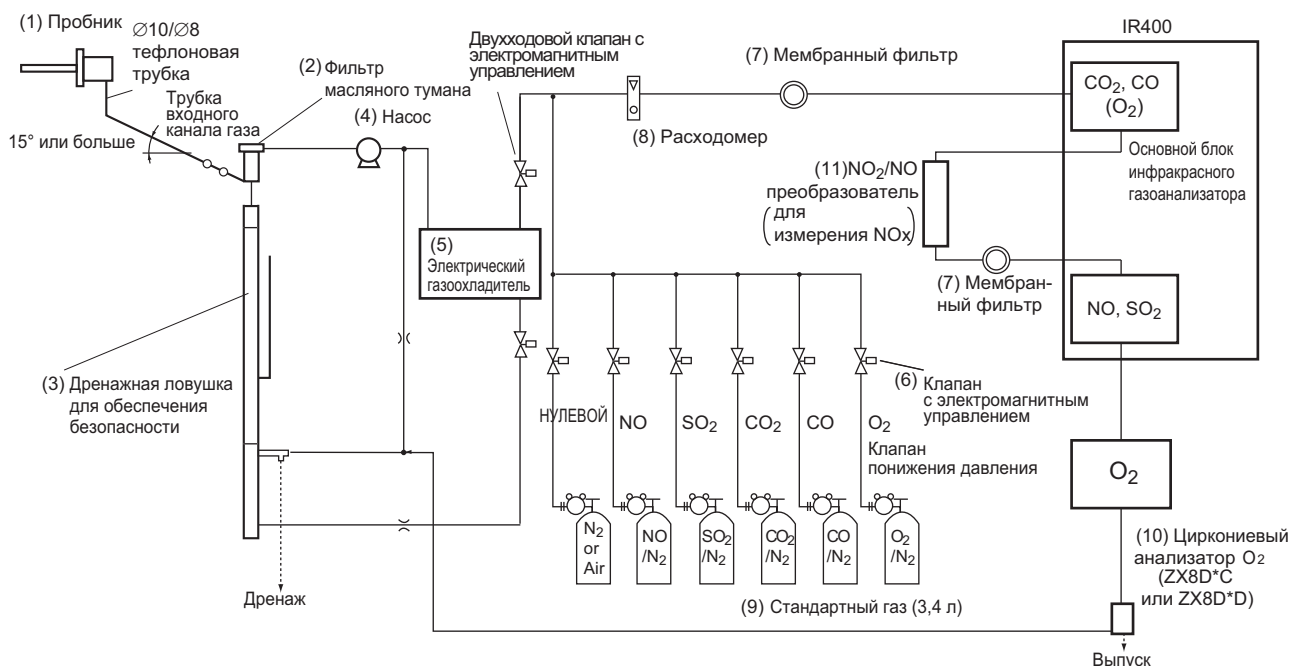 (1) Пробник
Ø10/Ø8
тефлоновая
трубка
Трубка
входного
канала газа
15° или больше
(2) Фильтр
масляного тумана
(4) Насос
Двухходовой клапан с
электромагнитным
управлением
(7) Мембранный фильтр
(8) Расходомер
IR400
CO2, CO
(O2)
Основной блок
инфракрасного
газоанализатора
(11)NO2/NO
преобразователь
(для
измерения NOx)
(7) Мембран-
ный фильтр
NO, SO2
(5)
Электрический
газоохладитель
(3) Дренажная ловушка
для обеспечения
безопасности
(6) Клапан
с электромагнитным
управлением
НУЛЕВОЙ
NO
SO2
CO2
CO
O2
Клапан
понижения давления
N2
or
Air
NO
/N2
SO2
/N2
CO2
/N2
CO
/N2
O2
/N2
(9) Стандартный газ (3,4 л)
O2
(10) Циркониевый
анализатор O2
(ZX8D*C
или ZX8D*D)
Дренаж
Выпуск